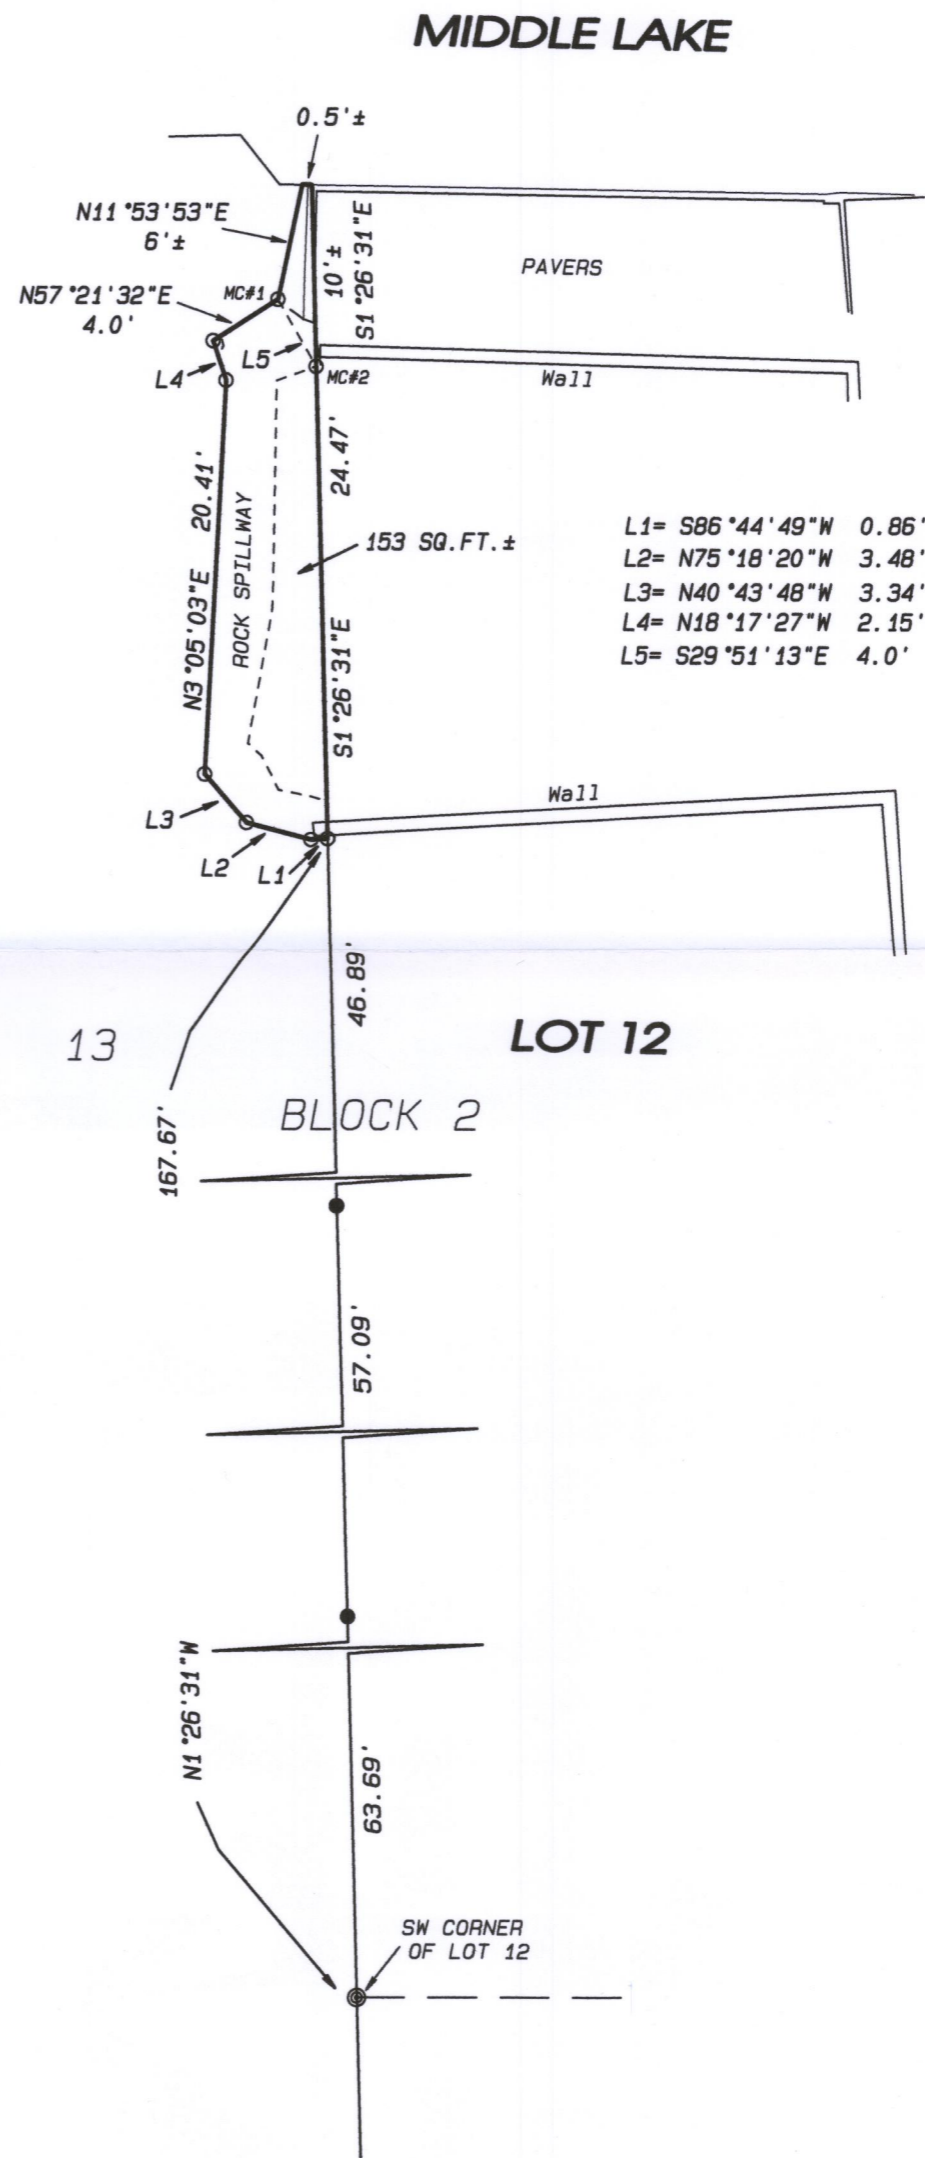 MIDDLE LAKE
0.5'±
N11°53'53"E
6'±
10'±
S1°26'31"E
PAVERS
N57°21'32"E
4.0'
MC#1
L4
L5
MC#2
Wall
24.47'
N3°05'03"E 20.41'
ROCK SPILLWAY
153 SQ.FT.±
L1= S86°44'49"W 0.86'
L2= N75°18'20"W 3.48'
L3= N40°43'48"W 3.34'
L4= N18°17'27"W 2.15'
L5= S29°51'13"E 4.0'
S1°26'31"E
Wall
L3
L2
L1
46.89'
13
LOT 12
BLOCK 2
167.67'
57.09'
N1°26'31"W
63.69'
SW CORNER
OF LOT 12